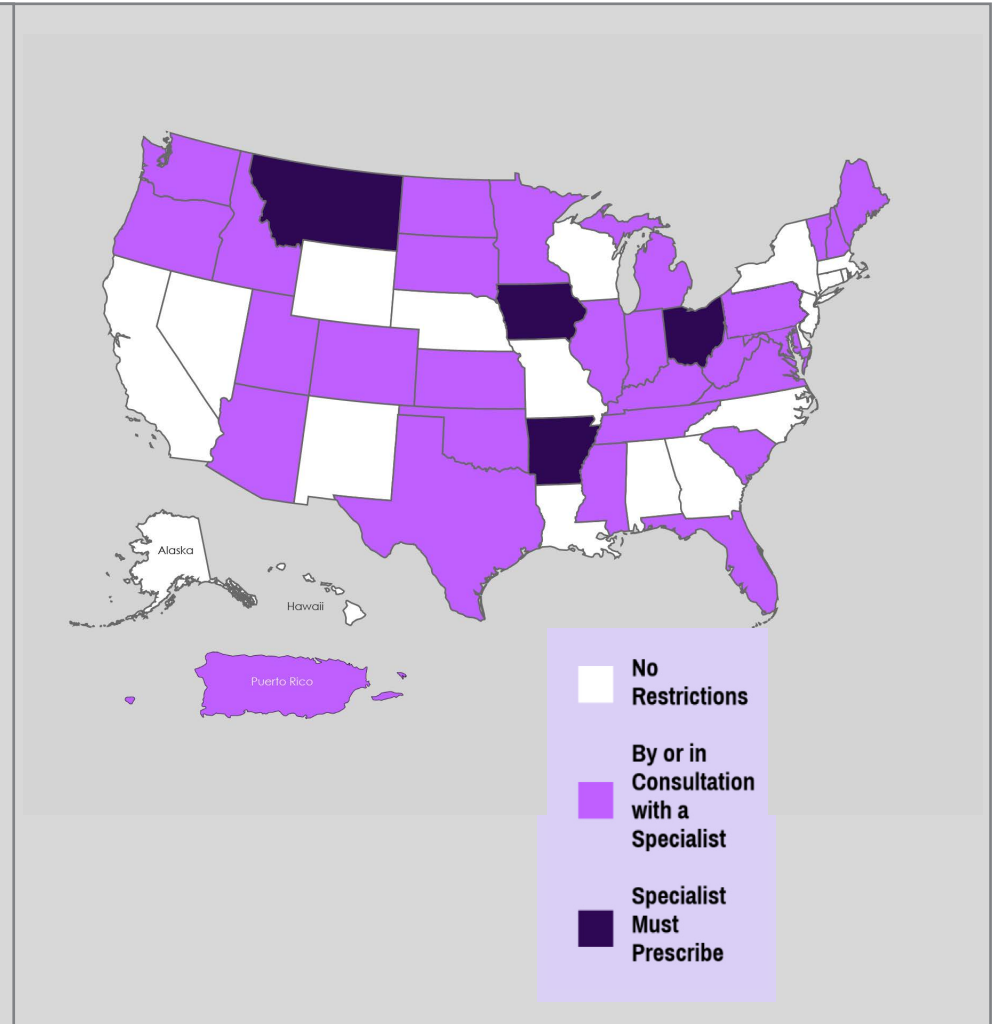 Alaska
Hawaii
Puerto Rico
No
Restrictions
By or in
Consultation
with a
Specialist
Specialist
Must
Prescribe